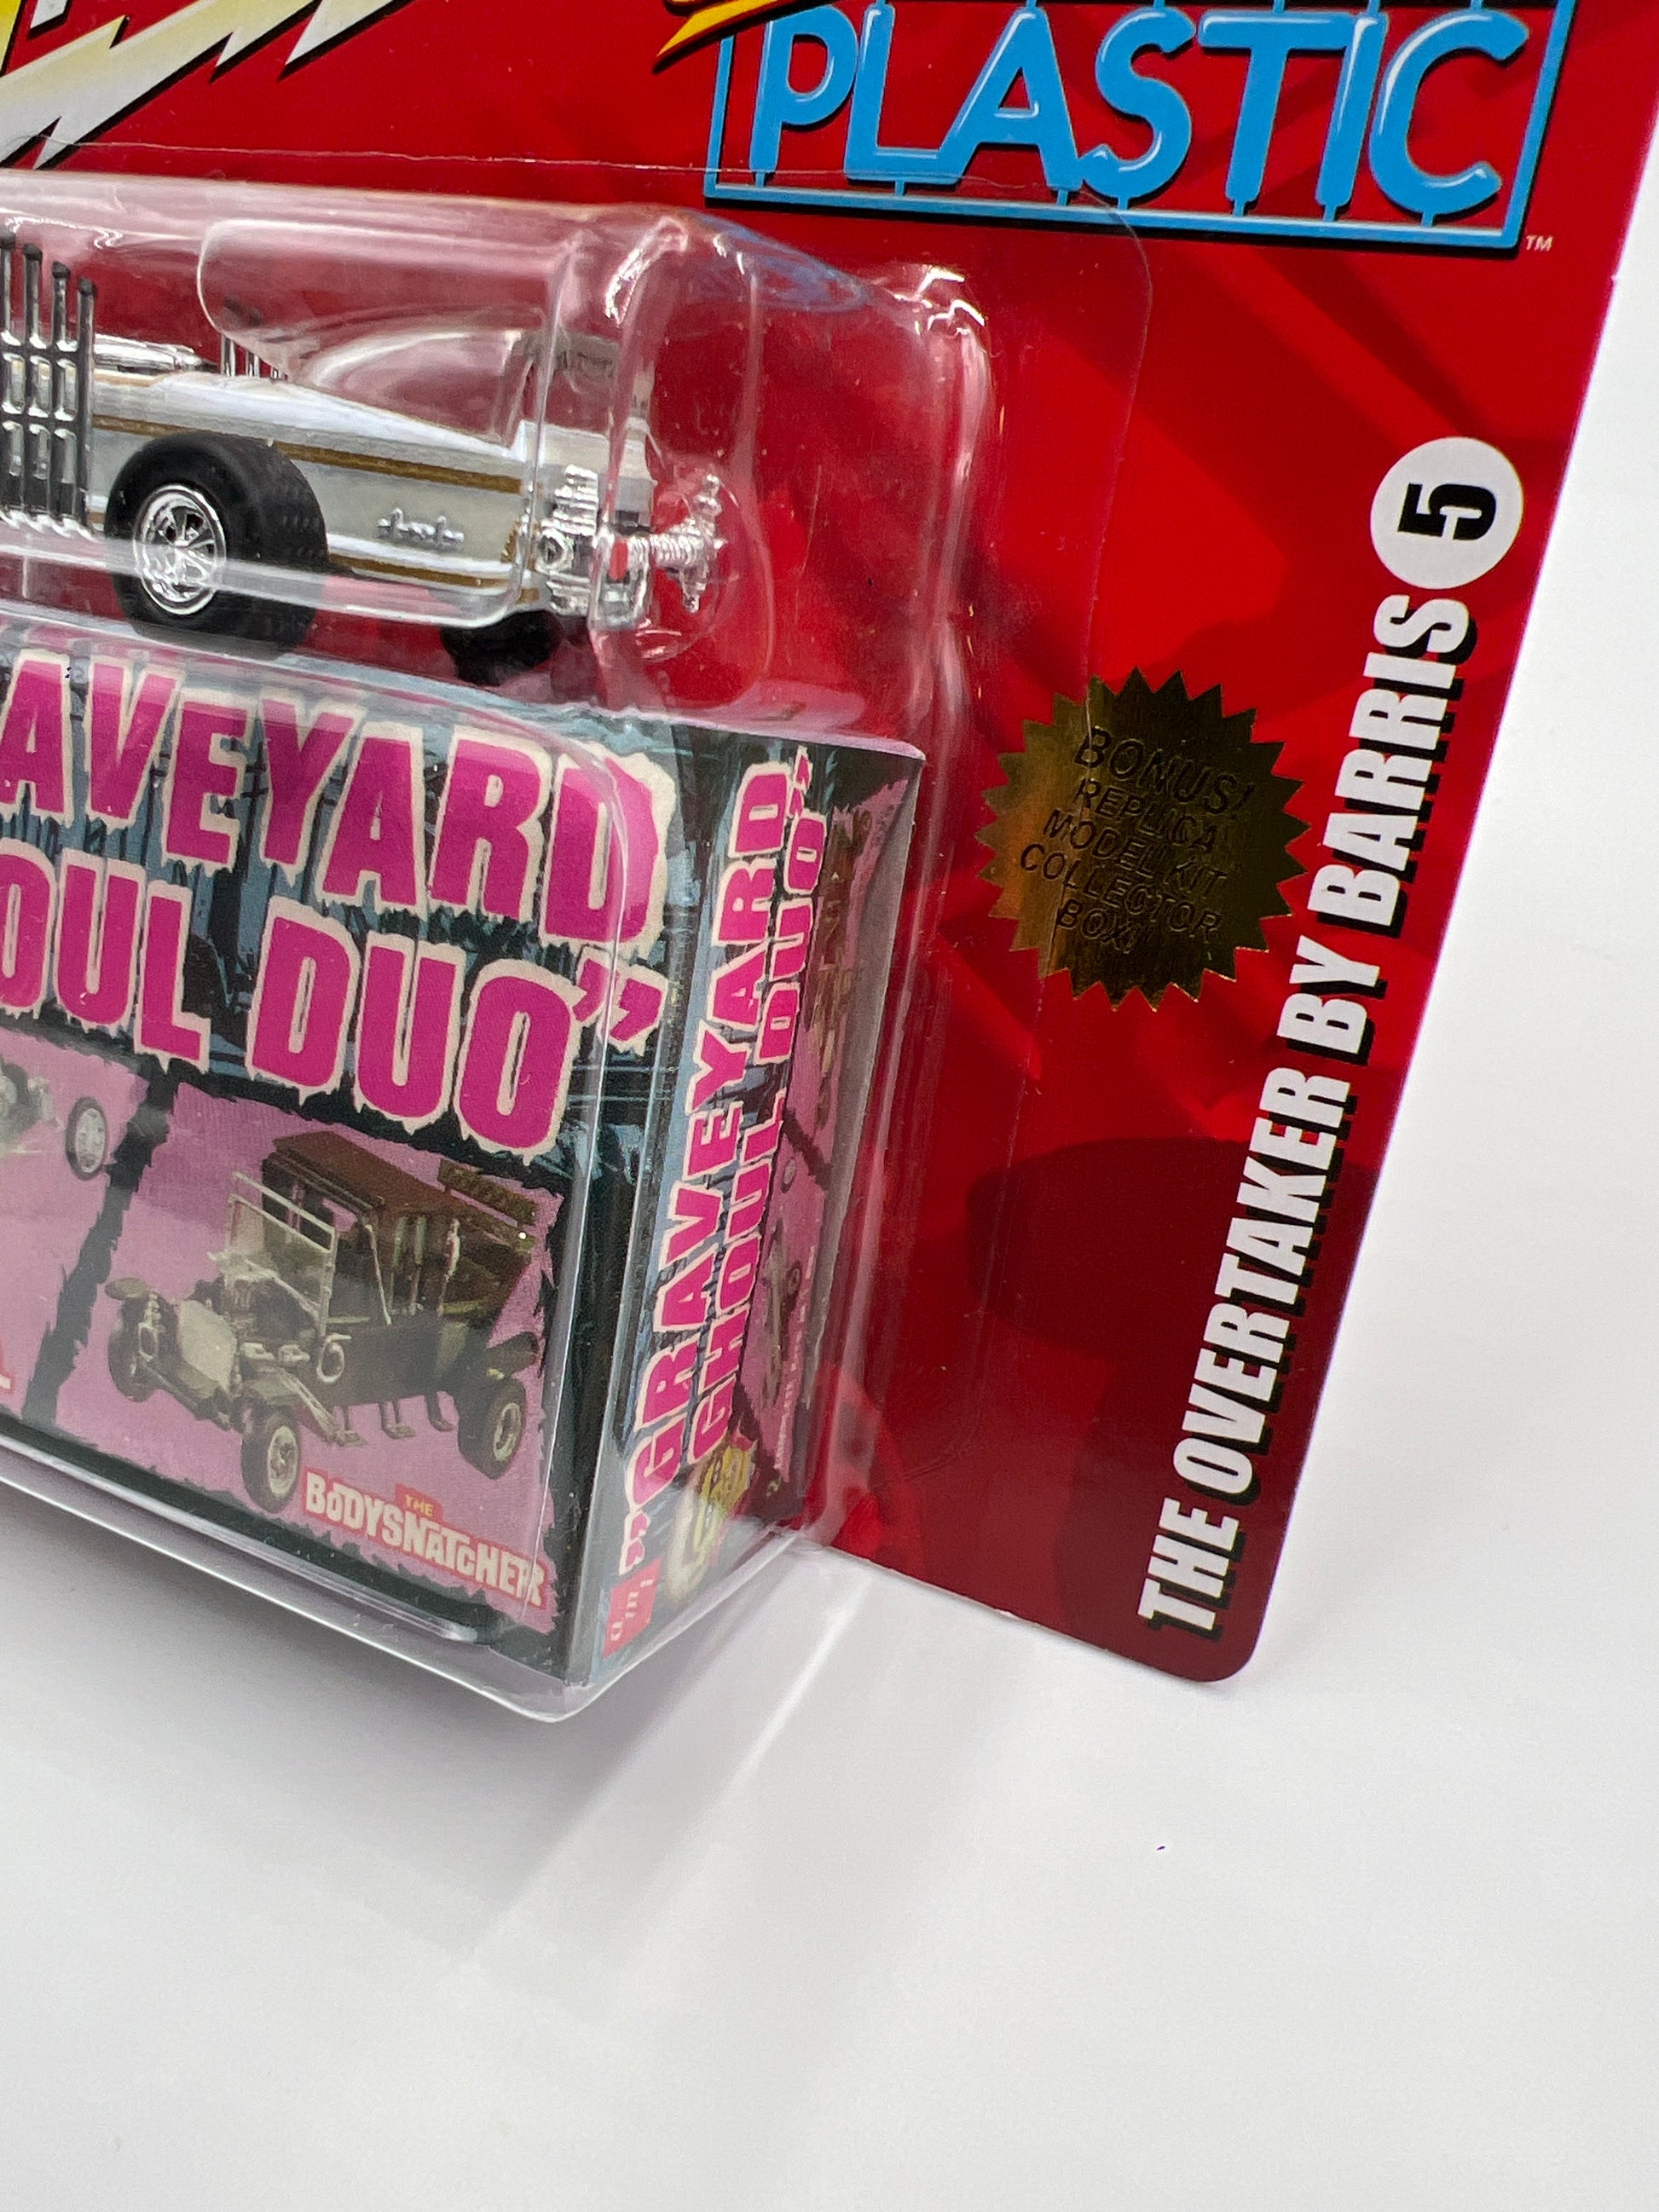 PLASTIC
™
5
THE OVERTAKER BY BARRIS
BONUS!
REPLICA
MODEL KIT
COLLECTOR
BOX!
AVEYARD
OUL DUO"
"GRAVEYARD
GHOUL DUO"
THE
BODYSNATCHER